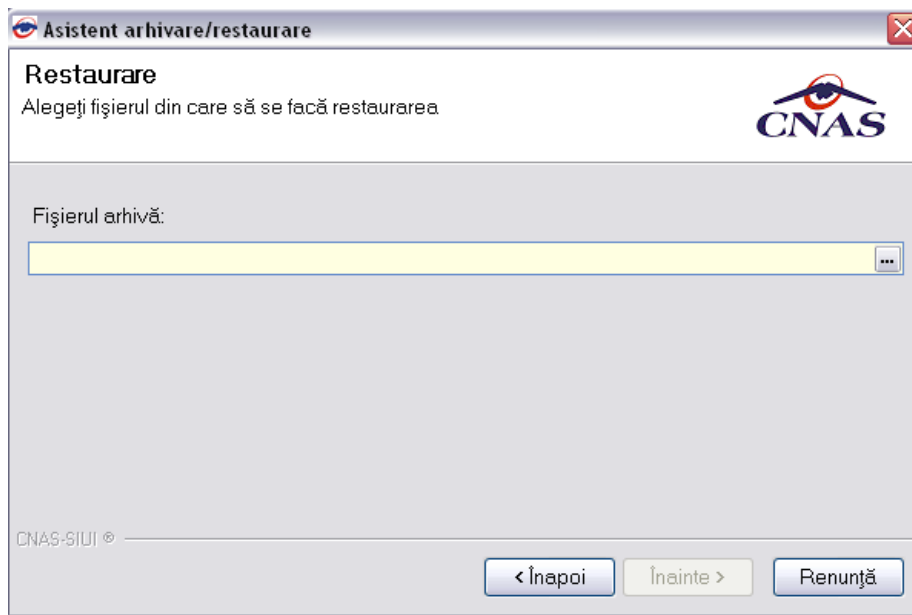 Asistent arhivare/restaurare
Restaurare
Alegeţi fişierul din care să se facă restaurarea
CNAS
Fişierul arhivă:
...
CNAS-SIUI ®
< Înapoi
Înainte >
Renunţă